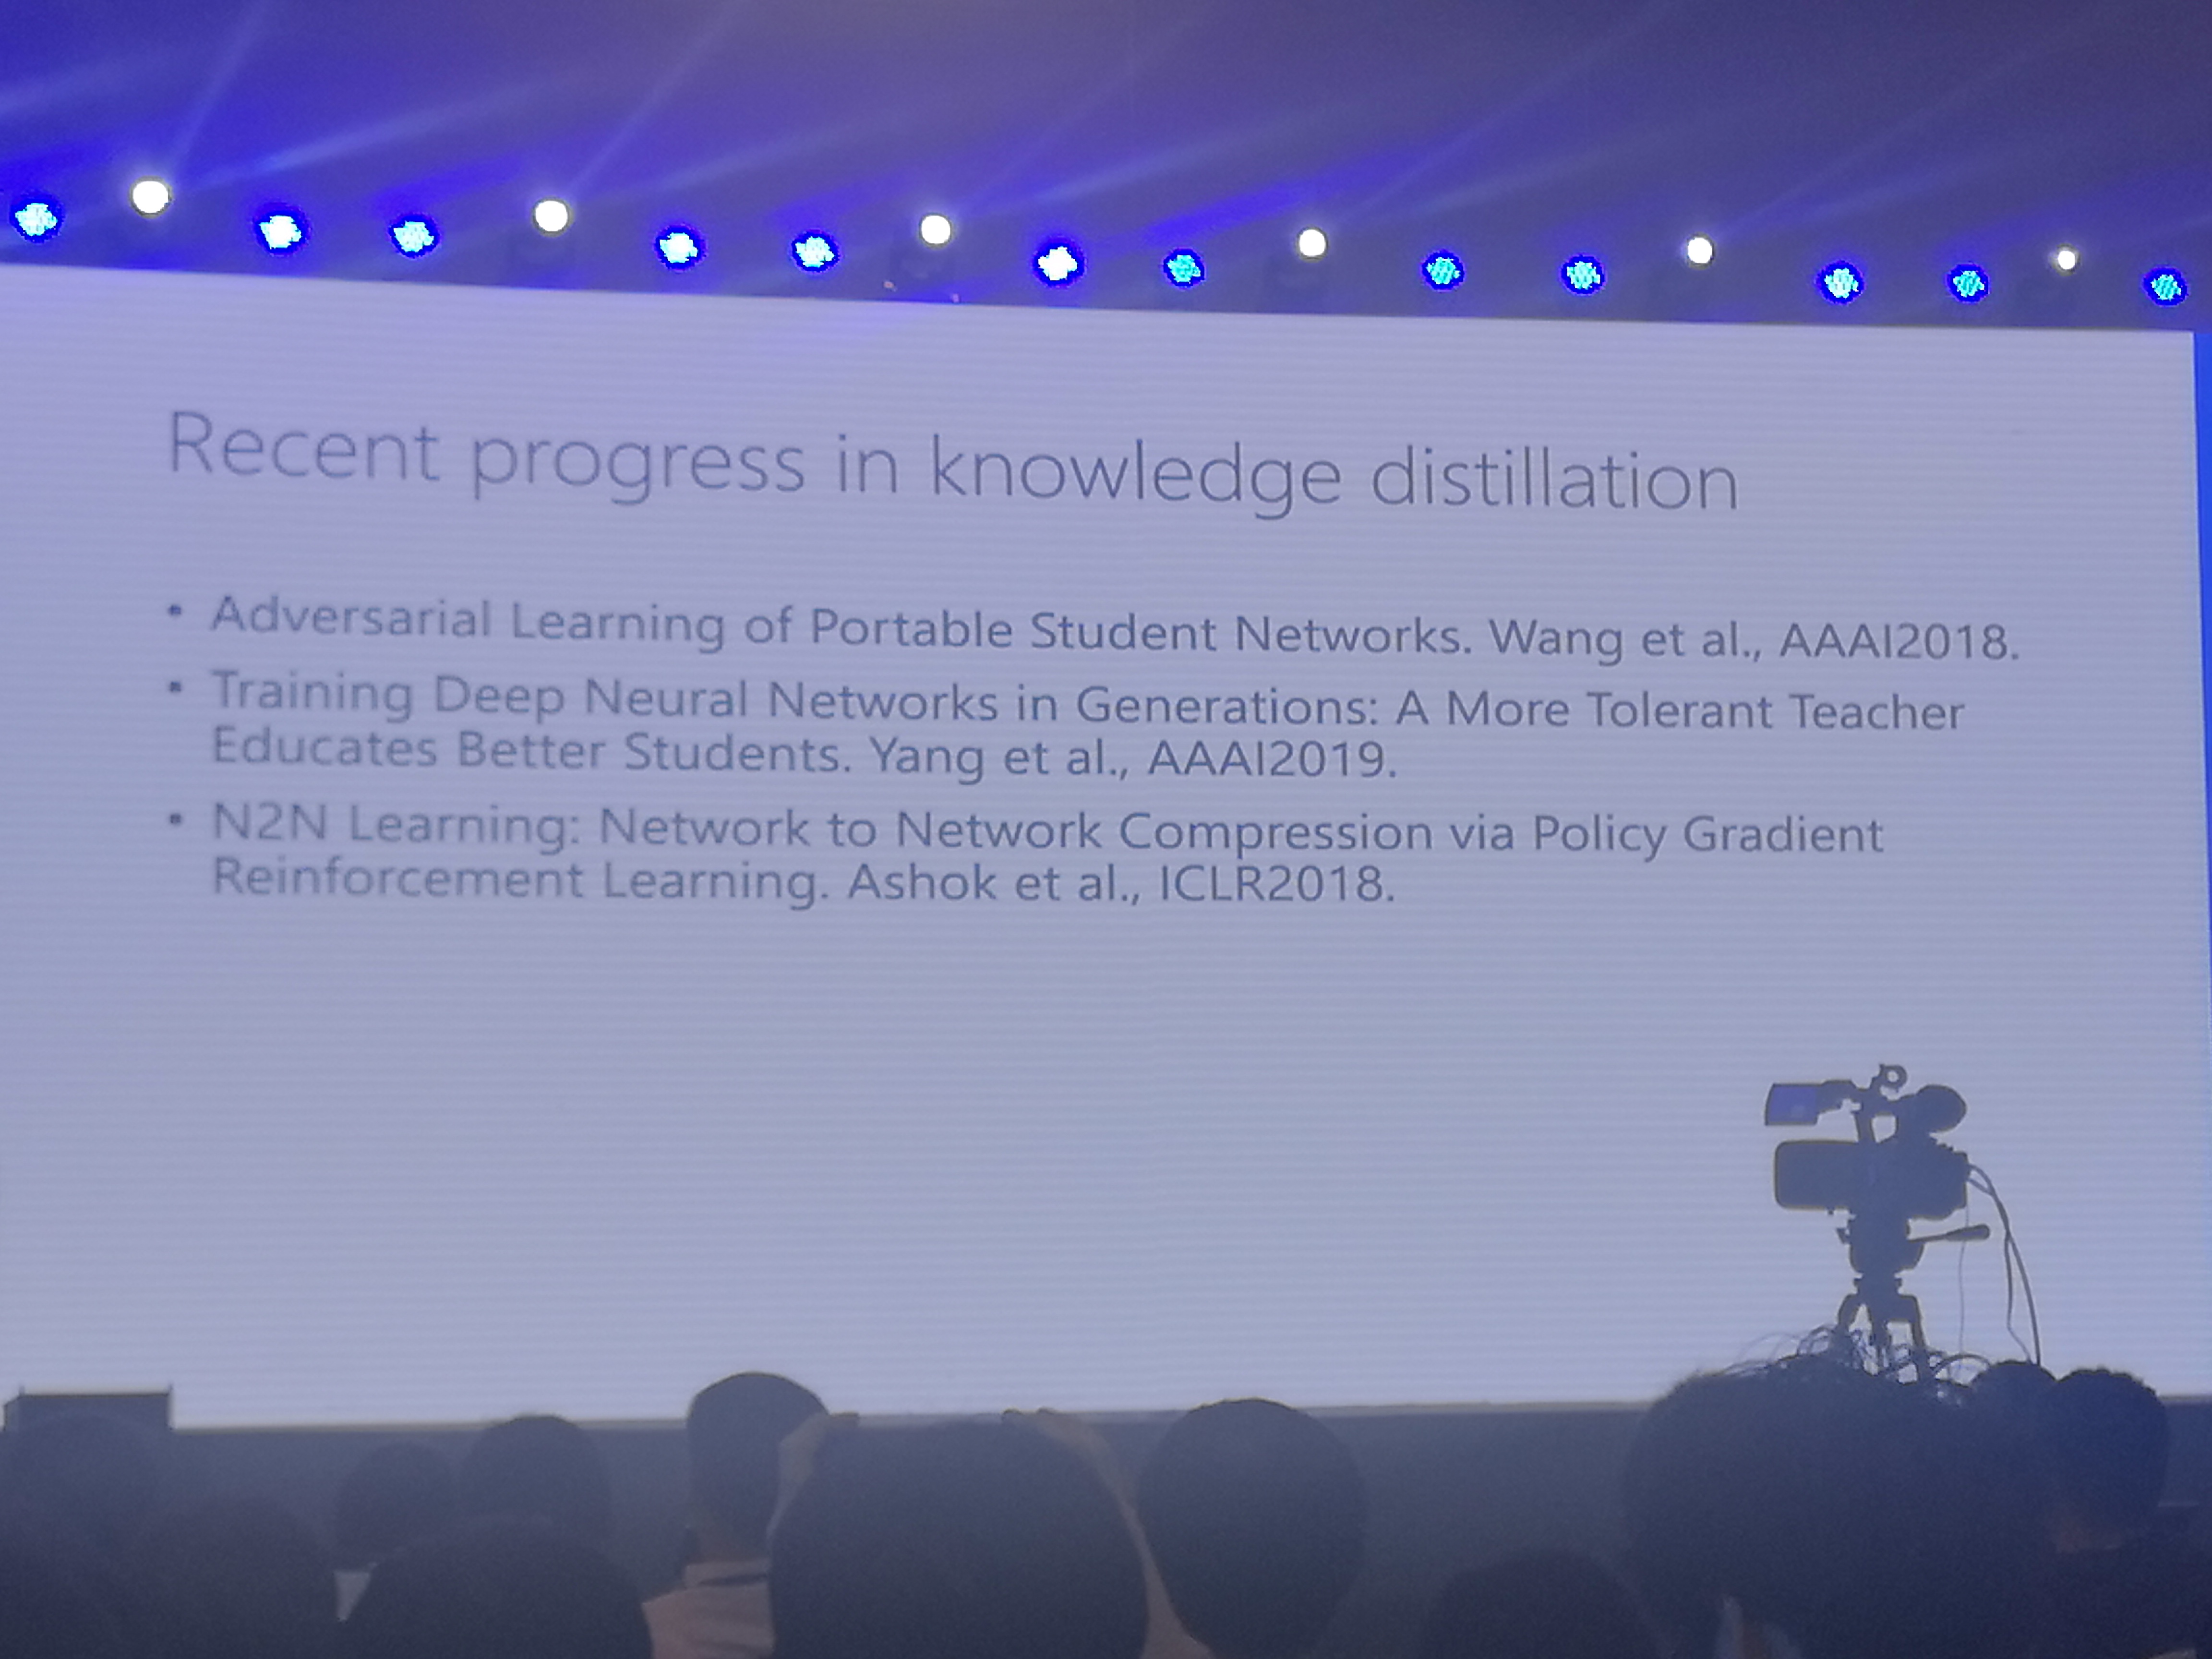 Recent progress in knowledge distillation
• Adversarial Learning of Portable Student Networks. Wang et al., AAAI2018.
• Training Deep Neural Networks in Generations: A More Tolerant Teacher
Educates Better Students. Yang et al., AAAI2019.
• N2N Learning: Network to Network Compression via Policy Gradient
Reinforcement Learning. Ashok et al., ICLR2018.